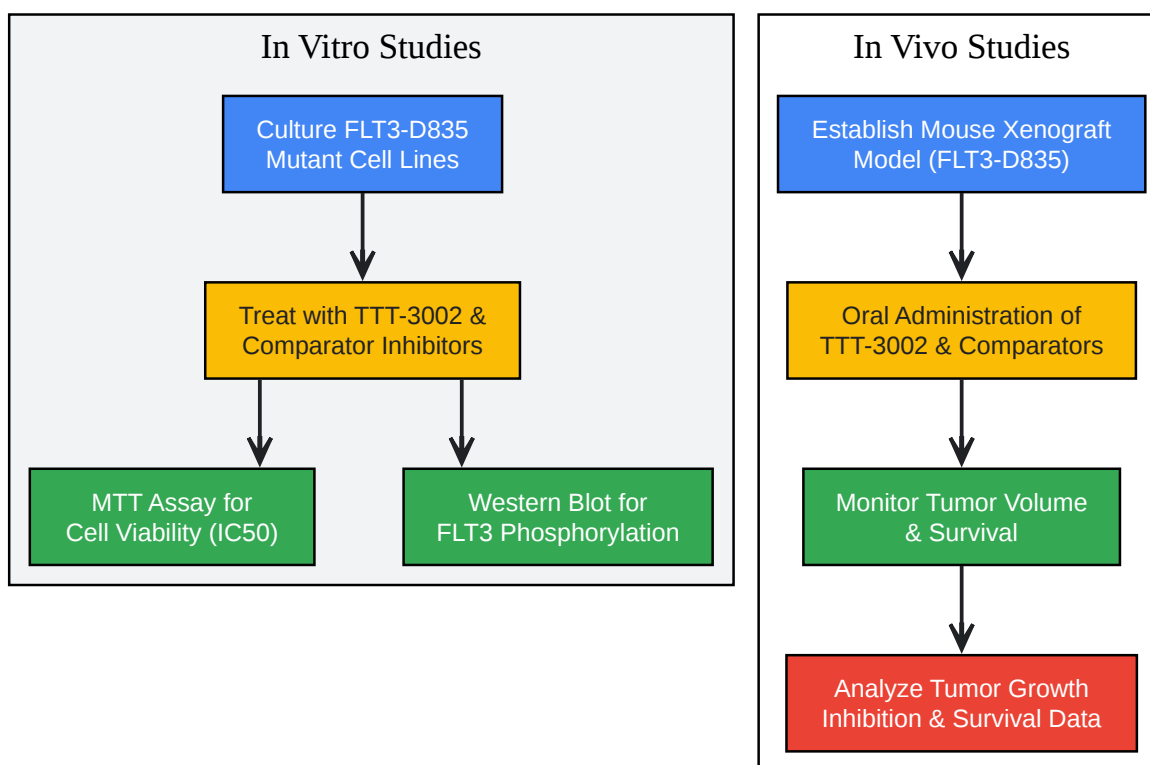 In Vitro Studies
Culture FLT3-D835
Mutant Cell Lines
Treat with TTT-3002 &
Comparator Inhibitors
MTT Assay for
Cell Viability (IC50)
Western Blot for
FLT3 Phosphorylation
In Vivo Studies
Establish Mouse Xenograft
Model (FLT3-D835)
Oral Administration of
TTT-3002 & Comparators
Monitor Tumor Volume
& Survival
Analyze Tumor Growth
Inhibition & Survival Data